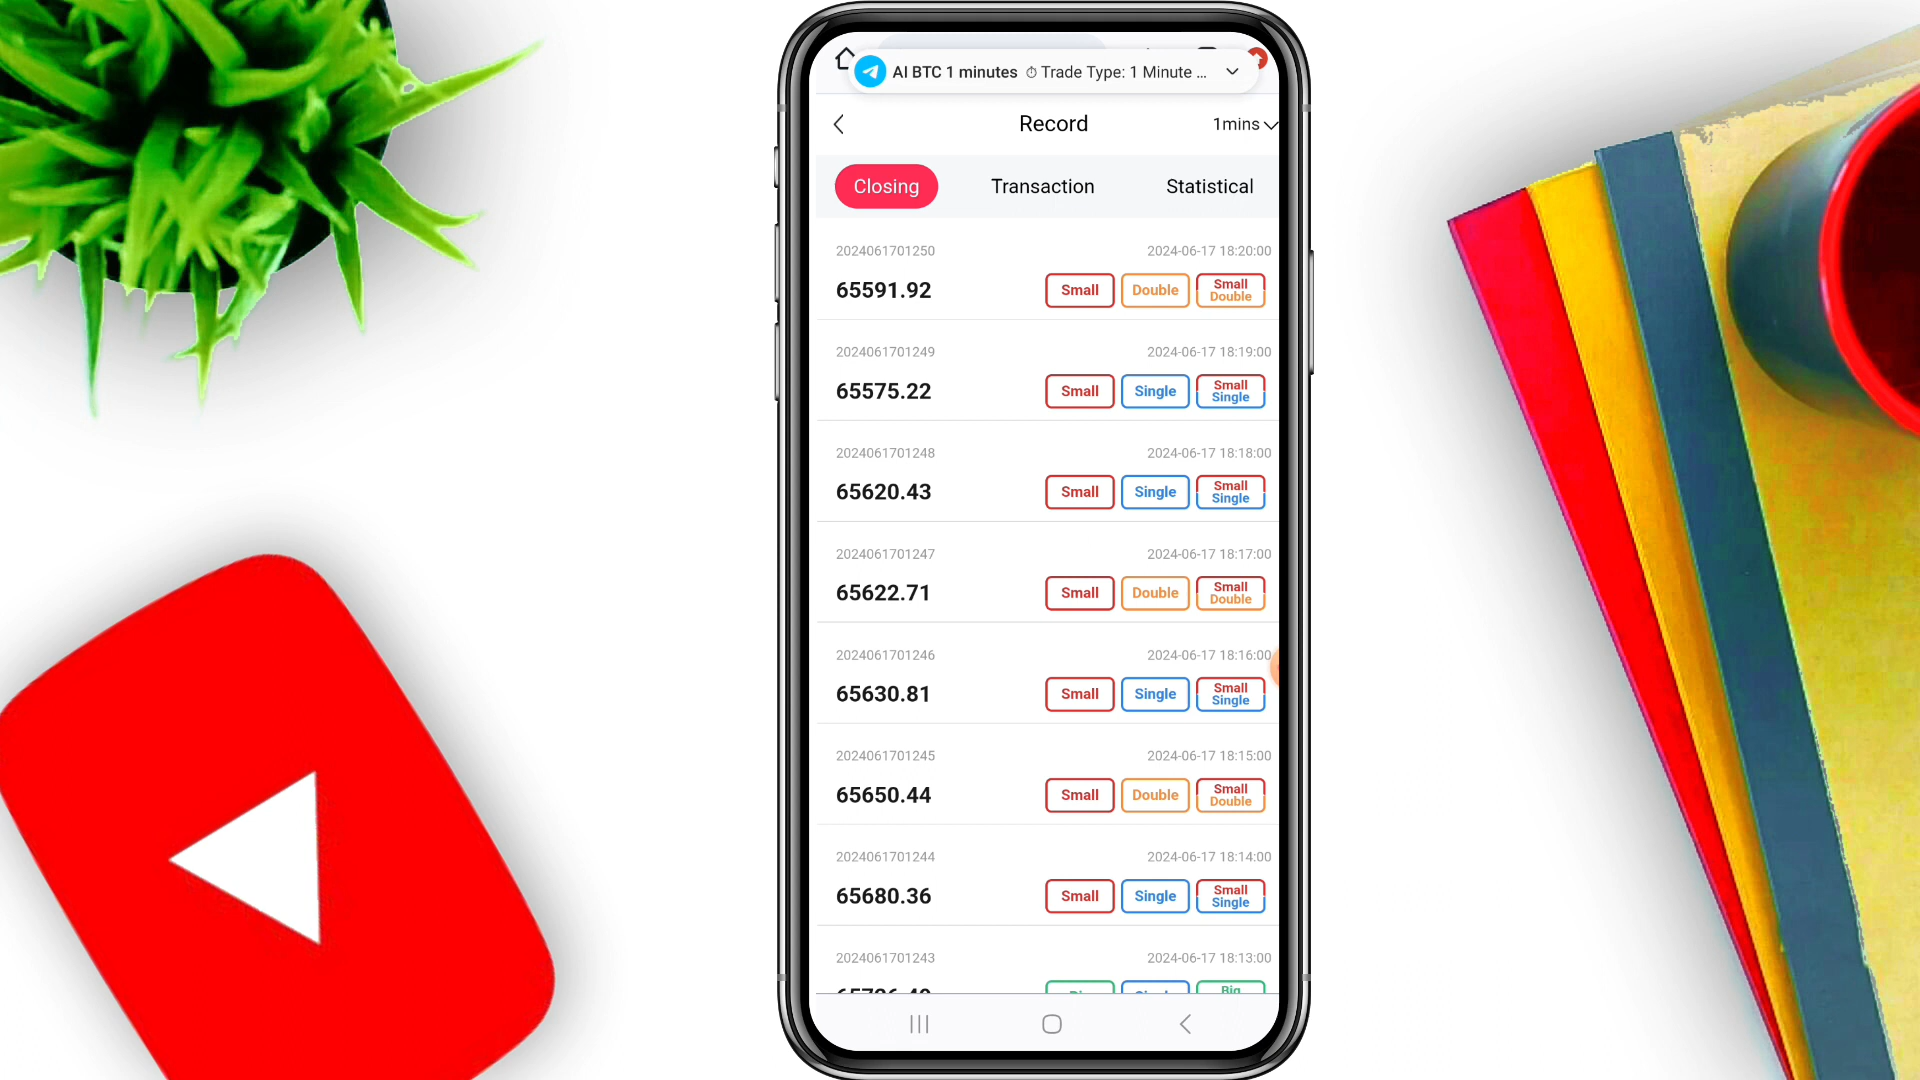 AI BTC 1 minutes Trade Type: 1 Minute ...
Record
1mins
Closing Transaction Statistical
2024061701250 2024-06-17 18:20:00
65591.92 Small Double Small Double
2024061701249 2024-06-17 18:19:00
65575.22 Small Single Small Single
2024061701248 2024-06-17 18:18:00
65620.43 Small Single Small Single
2024061701247 2024-06-17 18:17:00
65622.71 Small Double Small Double
2024061701246 2024-06-17 18:16:00
65630.81 Small Single Small Single
2024061701245 2024-06-17 18:15:00
65650.44 Small Double Small Double
2024061701244 2024-06-17 18:14:00
65680.36 Small Single Small Single
2024061701243 2024-06-17 18:13:00
Big